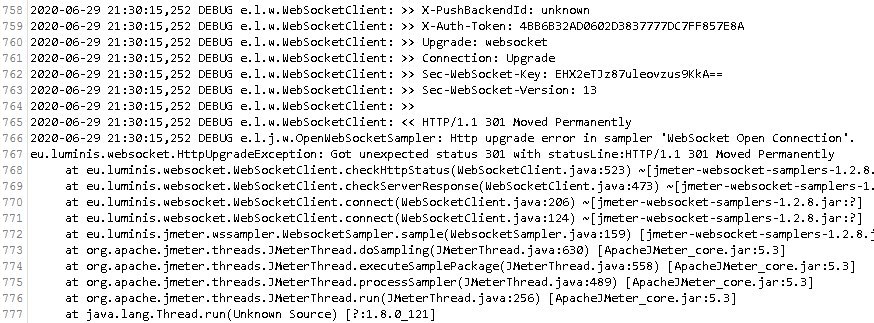 758 2020-06-29 21:30:15,252 DEBUG e.l.w.WebSocketClient: >> X-PushBackendId: unknown
759 2020-06-29 21:30:15,252 DEBUG e.l.w.WebSocketClient: >> X-Auth-Token: 4BB6B32AD0602D3837777DC7FF857E8A
760 2020-06-29 21:30:15,252 DEBUG e.l.w.WebSocketClient: >> Upgrade: websocket
761 2020-06-29 21:30:15,252 DEBUG e.l.w.WebSocketClient: >> Connection: Upgrade
762 2020-06-29 21:30:15,252 DEBUG e.l.w.WebSocketClient: >> Sec-WebSocket-Key: EHX2eTJz87uleovzus9KkA==
763 2020-06-29 21:30:15,252 DEBUG e.l.w.WebSocketClient: >> Sec-WebSocket-Version: 13
764 2020-06-29 21:30:15,252 DEBUG e.l.w.WebSocketClient: >>
765 2020-06-29 21:30:15,252 DEBUG e.l.w.WebSocketClient: << HTTP/1.1 301 Moved Permanently
766 2020-06-29 21:30:15,252 DEBUG e.l.j.w.OpenWebSocketSampler: Http upgrade error in sampler 'WebSocket Open Connection'.
767 eu.luminis.websocket.HttpUpgradeException: Got unexpected status 301 with statusLine:HTTP/1.1 301 Moved Permanently
768 at eu.luminis.websocket.WebSocketClient.checkHttpStatus(WebSocketClient.java:523) ~[jmeter-websocket-samplers-1.2.8.
769 at eu.luminis.websocket.WebSocketClient.checkServerResponse(WebSocketClient.java:473) ~[jmeter-websocket-samplers-1.
770 at eu.luminis.websocket.WebSocketClient.connect(WebSocketClient.java:206) ~[jmeter-websocket-samplers-1.2.8.jar:?]
771 at eu.luminis.websocket.WebSocketClient.connect(WebSocketClient.java:124) ~[jmeter-websocket-samplers-1.2.8.jar:?]
772 at eu.luminis.jmeter.wssampler.WebsocketSampler.sample(WebsocketSampler.java:159) [jmeter-websocket-samplers-1.2.8.j
773 at org.apache.jmeter.threads.JMeterThread.doSampling(JMeterThread.java:630) [ApacheJMeter_core.jar:5.3]
774 at org.apache.jmeter.threads.JMeterThread.executeSamplePackage(JMeterThread.java:558) [ApacheJMeter_core.jar:5.3]
775 at org.apache.jmeter.threads.JMeterThread.processSampler(JMeterThread.java:489) [ApacheJMeter_core.jar:5.3]
776 at org.apache.jmeter.threads.JMeterThread.run(JMeterThread.java:256) [ApacheJMeter_core.jar:5.3]
777 at java.lang.Thread.run(Unknown Source) [?:1.8.0_121]